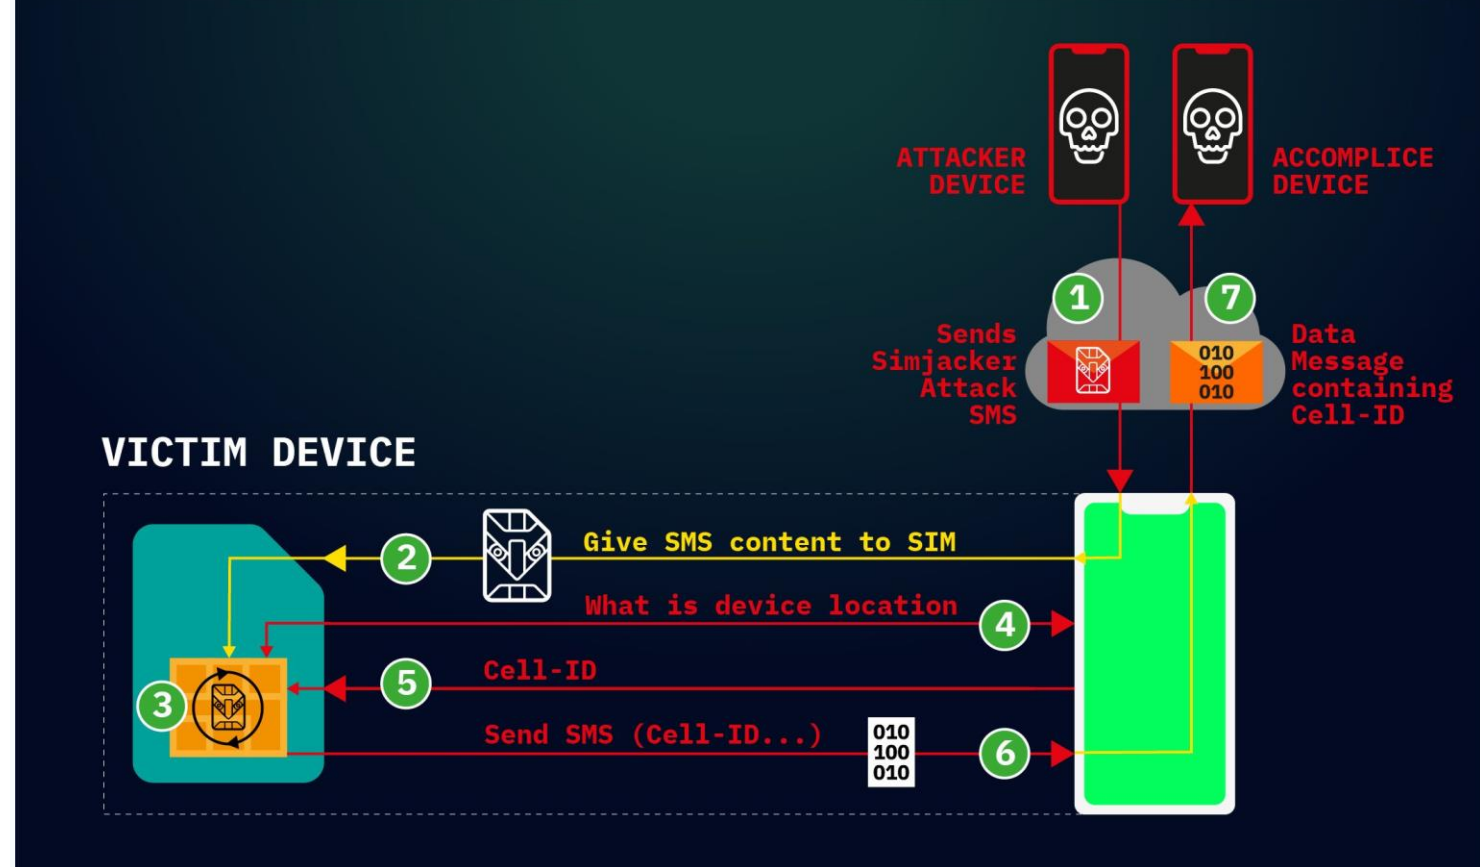 ATTACKER
DEVICE
ACCOMPLICE
DEVICE
1
7
Sends
Simjacker
Attack
SMS
010
100
010
Data
Message
containing
Cell-ID
VICTIM DEVICE
2
Give SMS content to SIM
What is device location
4
Cell-ID
5
3
Send SMS (Cell-ID...)
010
100
010
6